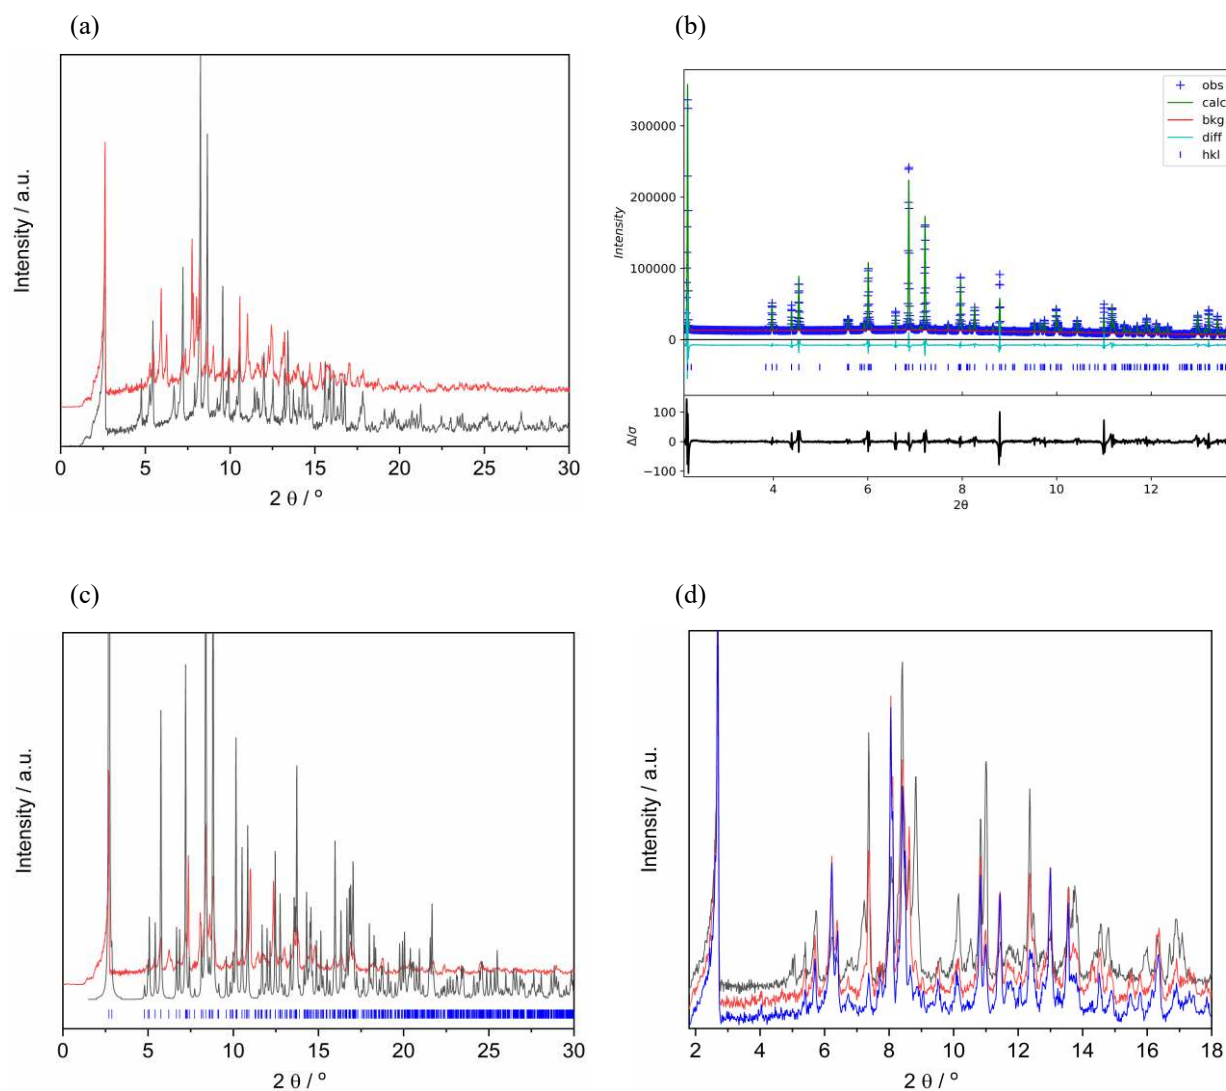 (a)
Intensity / a.u.
0 5 10 15 20 25 30
2 θ / º
(b)
Intensity
300000
200000
100000
0
obs
calc
bkg
diff
hkl
Δ/σ
100
0
−100
4 6 8 10 12
2θ
(c)
Intensity / a.u.
0 5 10 15 20 25 30
2 θ / º
(d)
Intensity / a.u.
2 4 6 8 10 12 14 16 18
2 θ / º